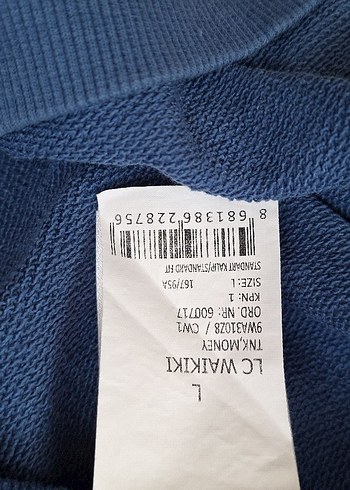 L
LC WAIKIKI
TNK,MONEY
9WA310Z8 / CW1
ORD. NR: 600717
KPN: 1
SIZE: L 167/95A
STANDART KALIP/STANDARD FIT
8 681386 228756